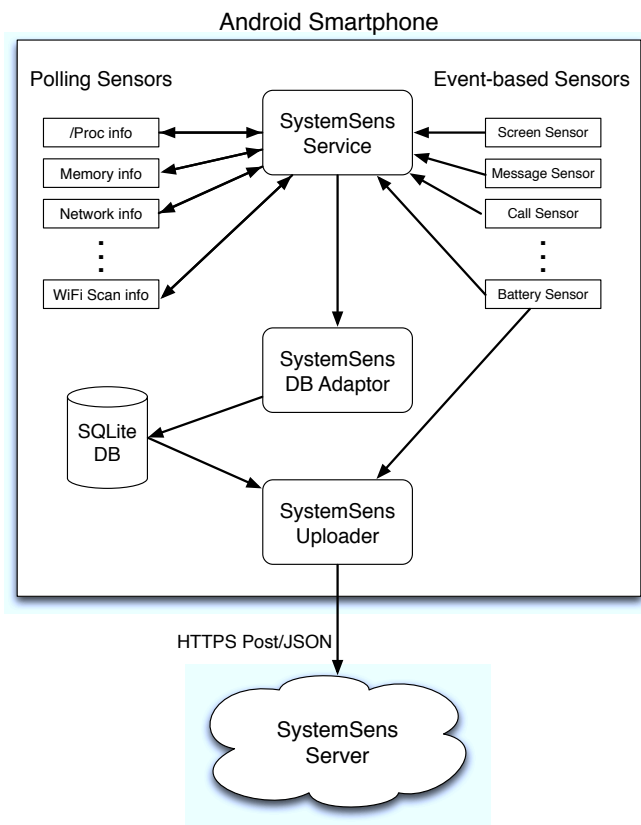 Android Smartphone
Polling Sensors
Event-based Sensors
/Proc info
Memory info
Network info
WiFi Scan info
SystemSens
Service
Screen Sensor
Message Sensor
Call Sensor
Battery Sensor
SystemSens
DB Adaptor
SQLite
DB
SystemSens
Uploader
HTTPS Post/JSON
SystemSens
Server